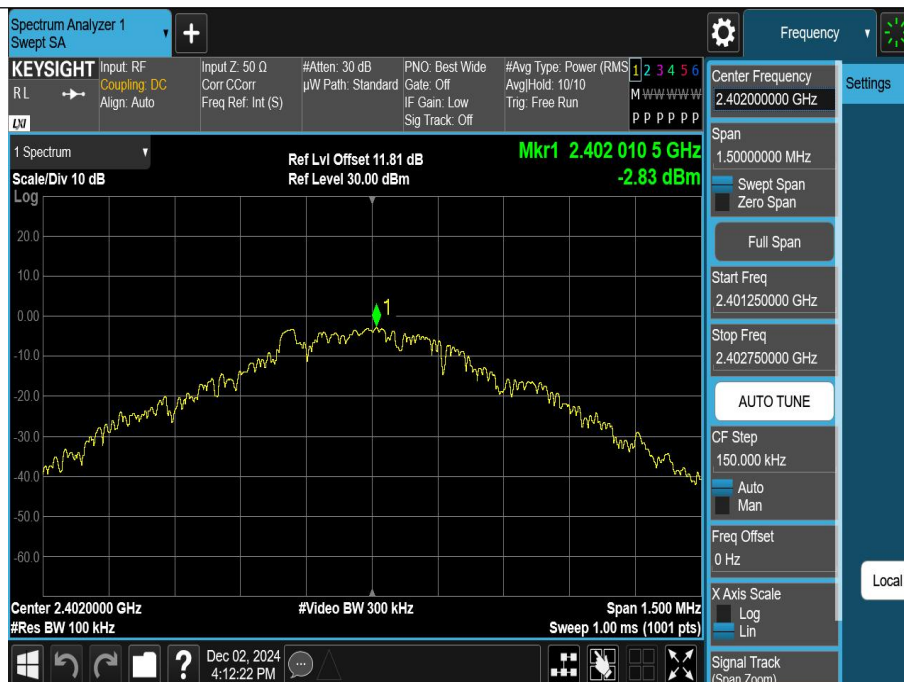 Spectrum Analyzer 1
Swept SA
+
Frequency
KEYSIGHT
R L
LXI
Input: RF
Coupling: DC
Align: Auto
Input Z: 50 Ω
Corr CCorr
Freq Ref: Int (S)
#Atten: 30 dB
µW Path: Standard
PNO: Best Wide
Gate: Off
IF Gain: Low
Sig Track: Off
#Avg Type: Power (RMS
Avg|Hold: 10/10
Trig: Free Run
1 2 3 4 5 6
M W W W W W
P P P P P P
1 Spectrum
Scale/Div 10 dB
Log
Ref Lvl Offset 11.81 dB
Ref Level 30.00 dBm
Mkr1 2.402 010 5 GHz
-2.83 dBm
20.0
10.0
0.00
-10.0
-20.0
-30.0
-40.0
-50.0
-60.0
1
Center 2.4020000 GHz
#Res BW 100 kHz
#Video BW 300 kHz
Span 1.500 MHz
Sweep 1.00 ms (1001 pts)
?
Dec 02, 2024
4:12:22 PM
Center Frequency
2.402000000 GHz
Span
1.50000000 MHz
Swept Span
Zero Span
Full Span
Start Freq
2.401250000 GHz
Stop Freq
2.402750000 GHz
AUTO TUNE
CF Step
150.000 kHz
Auto
Man
Freq Offset
0 Hz
X Axis Scale
Log
Lin
Signal Track
(Span Zoom)
Settings
Local